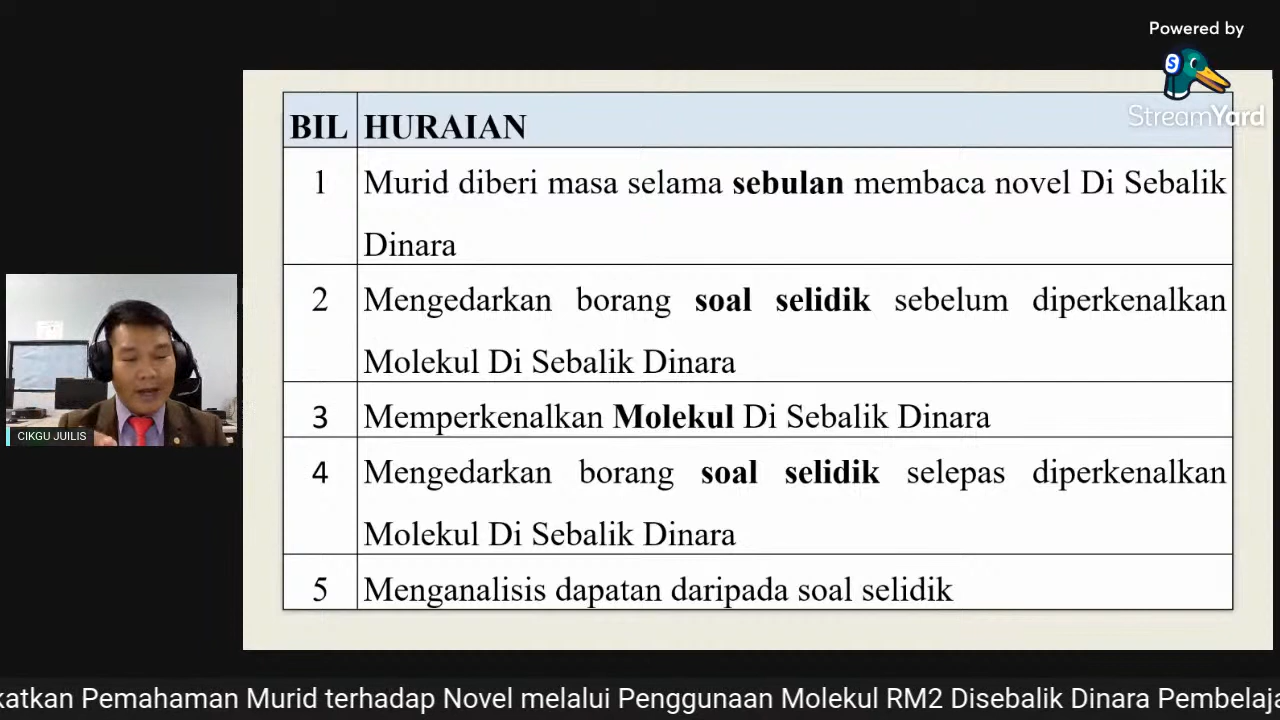 Powered by
StreamYard
BIL HURAIAN
1 Murid diberi masa selama sebulan membaca novel Di Sebalik
Dinara
2 Mengedarkan borang soal selidik sebelum diperkenalkan
Molekul Di Sebalik Dinara
3 Memperkenalkan Molekul Di Sebalik Dinara
4 Mengedarkan borang soal selidik selepas diperkenalkan
Molekul Di Sebalik Dinara
5 Menganalisis dapatan daripada soal selidik
CIKGU JUILIS
katkan Pemahaman Murid terhadap Novel melalui Penggunaan Molekul RM2 Disebalik Dinara Pembelaja